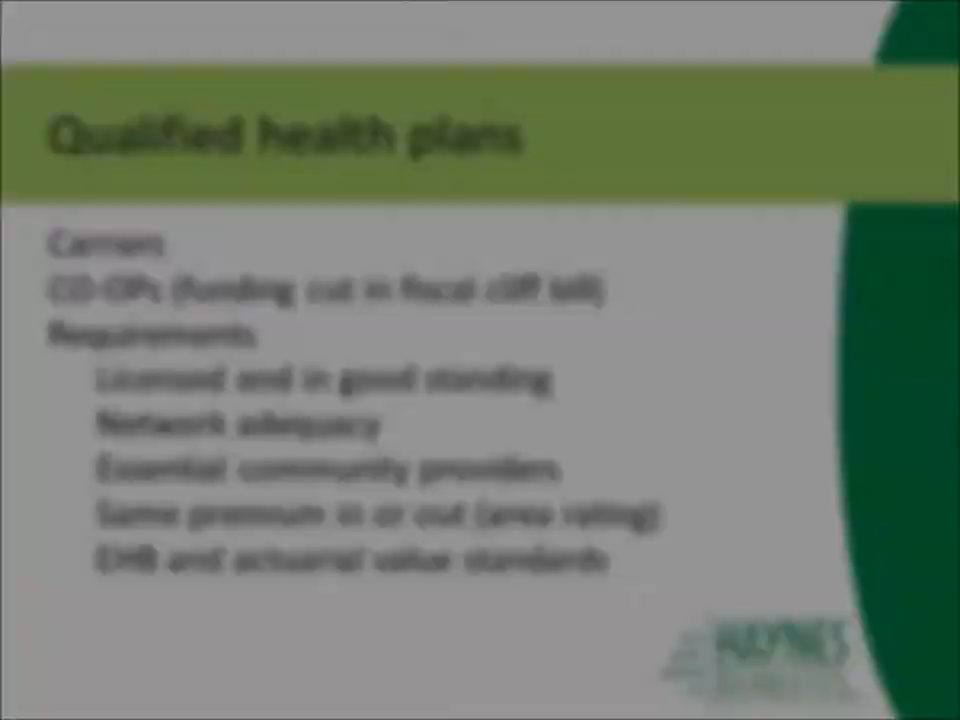 Qualified health plans
Carriers
CO-OPs (funding cut in fiscal cliff bill)
Requirements
Licensed and in good standing
Network adequacy
Essential community providers
Same premium in or out (area rating)
EHB and actuarial value standards
HAYNES